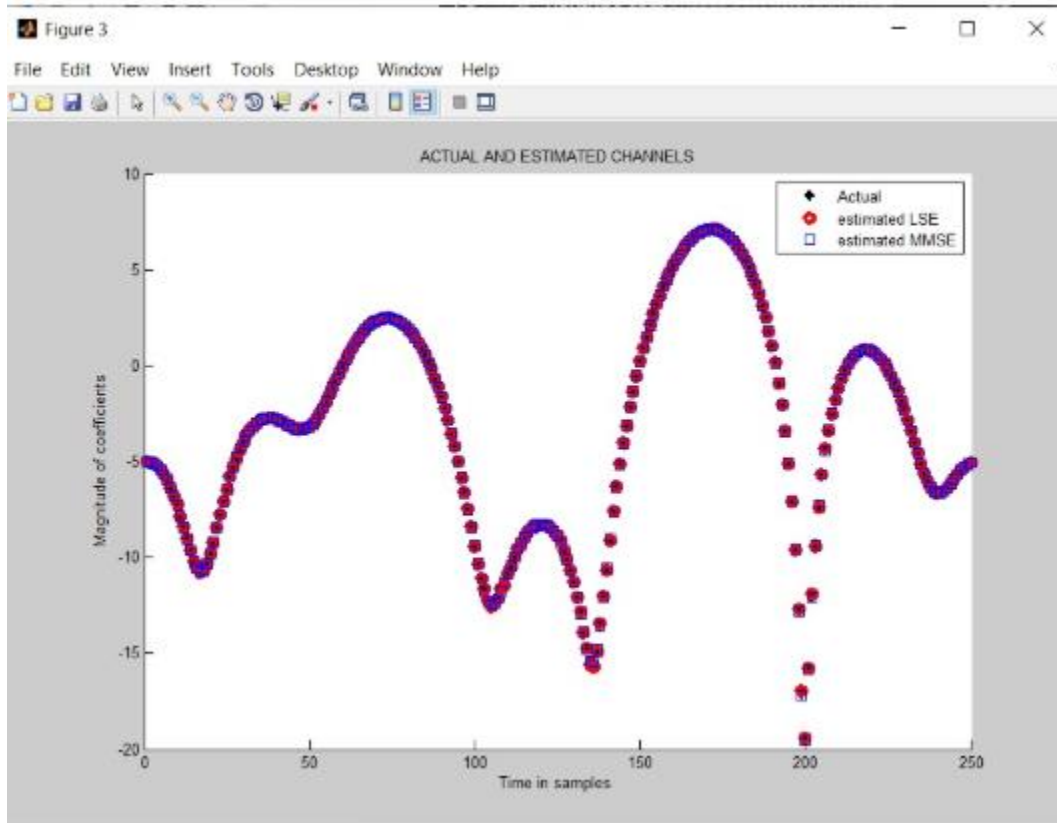 Figure 3
File Edit View Insert Tools Desktop Window Help
ACTUAL AND ESTIMATED CHANNELS
Actual
estimated LSE
estimated MMSE
Magnitude of coefficients
10
5
0
-5
-10
-15
-20
0 50 100 150 200 250
Time in samples